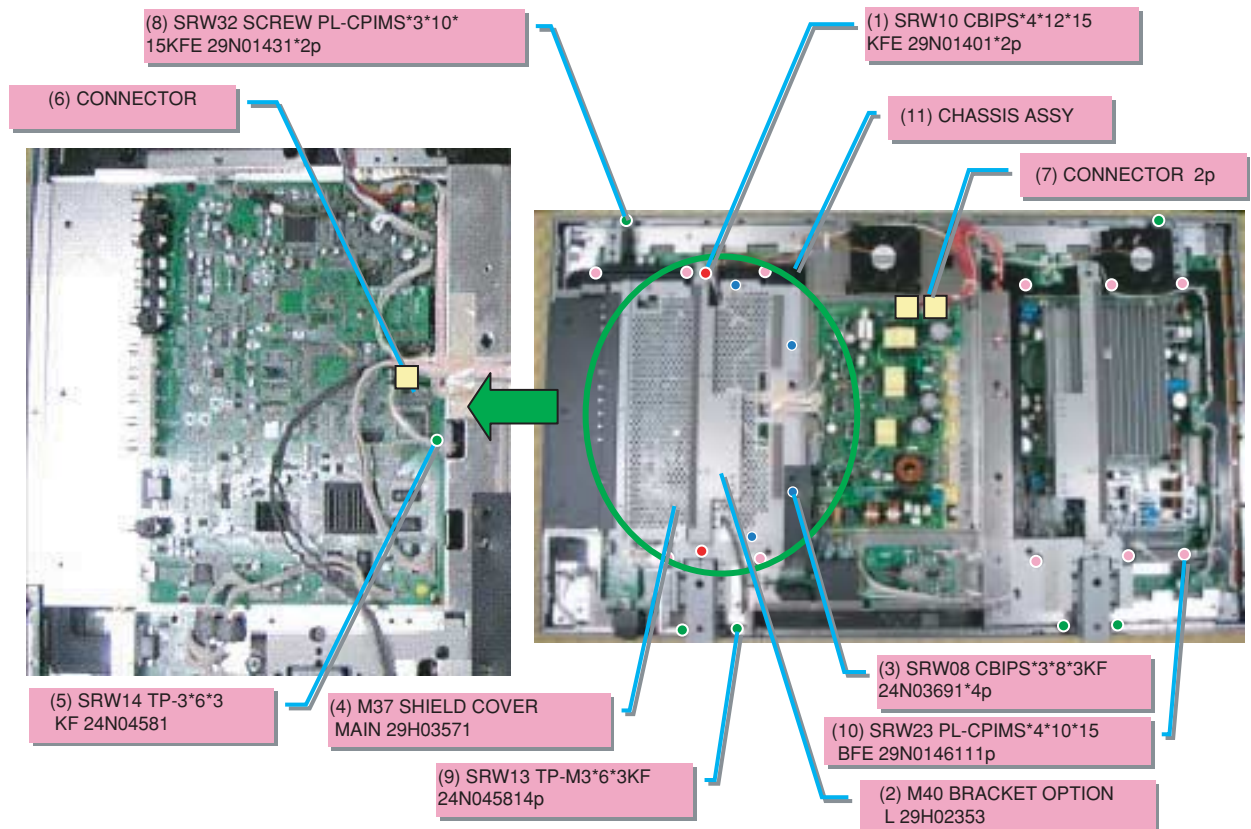 (8) SRW32 SCREW PL-CPIMS*3*10*
15KFE 29N01431*2p
(1) SRW10 CBIPS*4*12*15
KFE 29N01401*2p
(6) CONNECTOR
(11) CHASSIS ASSY
(7) CONNECTOR 2p
(5) SRW14 TP-3*6*3
KF 24N04581
(4) M37 SHIELD COVER
MAIN 29H03571
(3) SRW08 CBIPS*3*8*3KF
24N03691*4p
(10) SRW23 PL-CPIMS*4*10*15
BFE 29N0146111p
(9) SRW13 TP-M3*6*3KF
24N045814p
(2) M40 BRACKET OPTION
L 29H02353